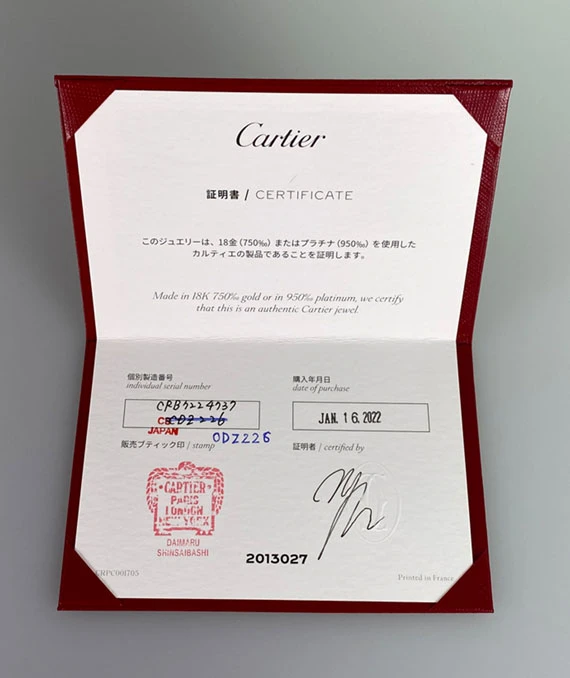 Cartier
証明書 / CERTIFICATE
このジュエリーは、18金(750‰)またはプラチナ(950‰)を使用した
カルティエの製品であることを証明します。
Made in 18K 750‰ gold or in 950‰ platinum, we certify
that this is an authentic Cartier jewel.
個別製造番号
individual serial number
CRB7224737
JAPAN
ODZ226
購入年月日
date of purchase
JAN. 16. 2022
販売ブティック印 / stamp
証明者 / certified by
CARTIER
PARIS
LONDON
NEW YORK
DAIMARU
SHINSAIBASHI
2013027
Printed in France